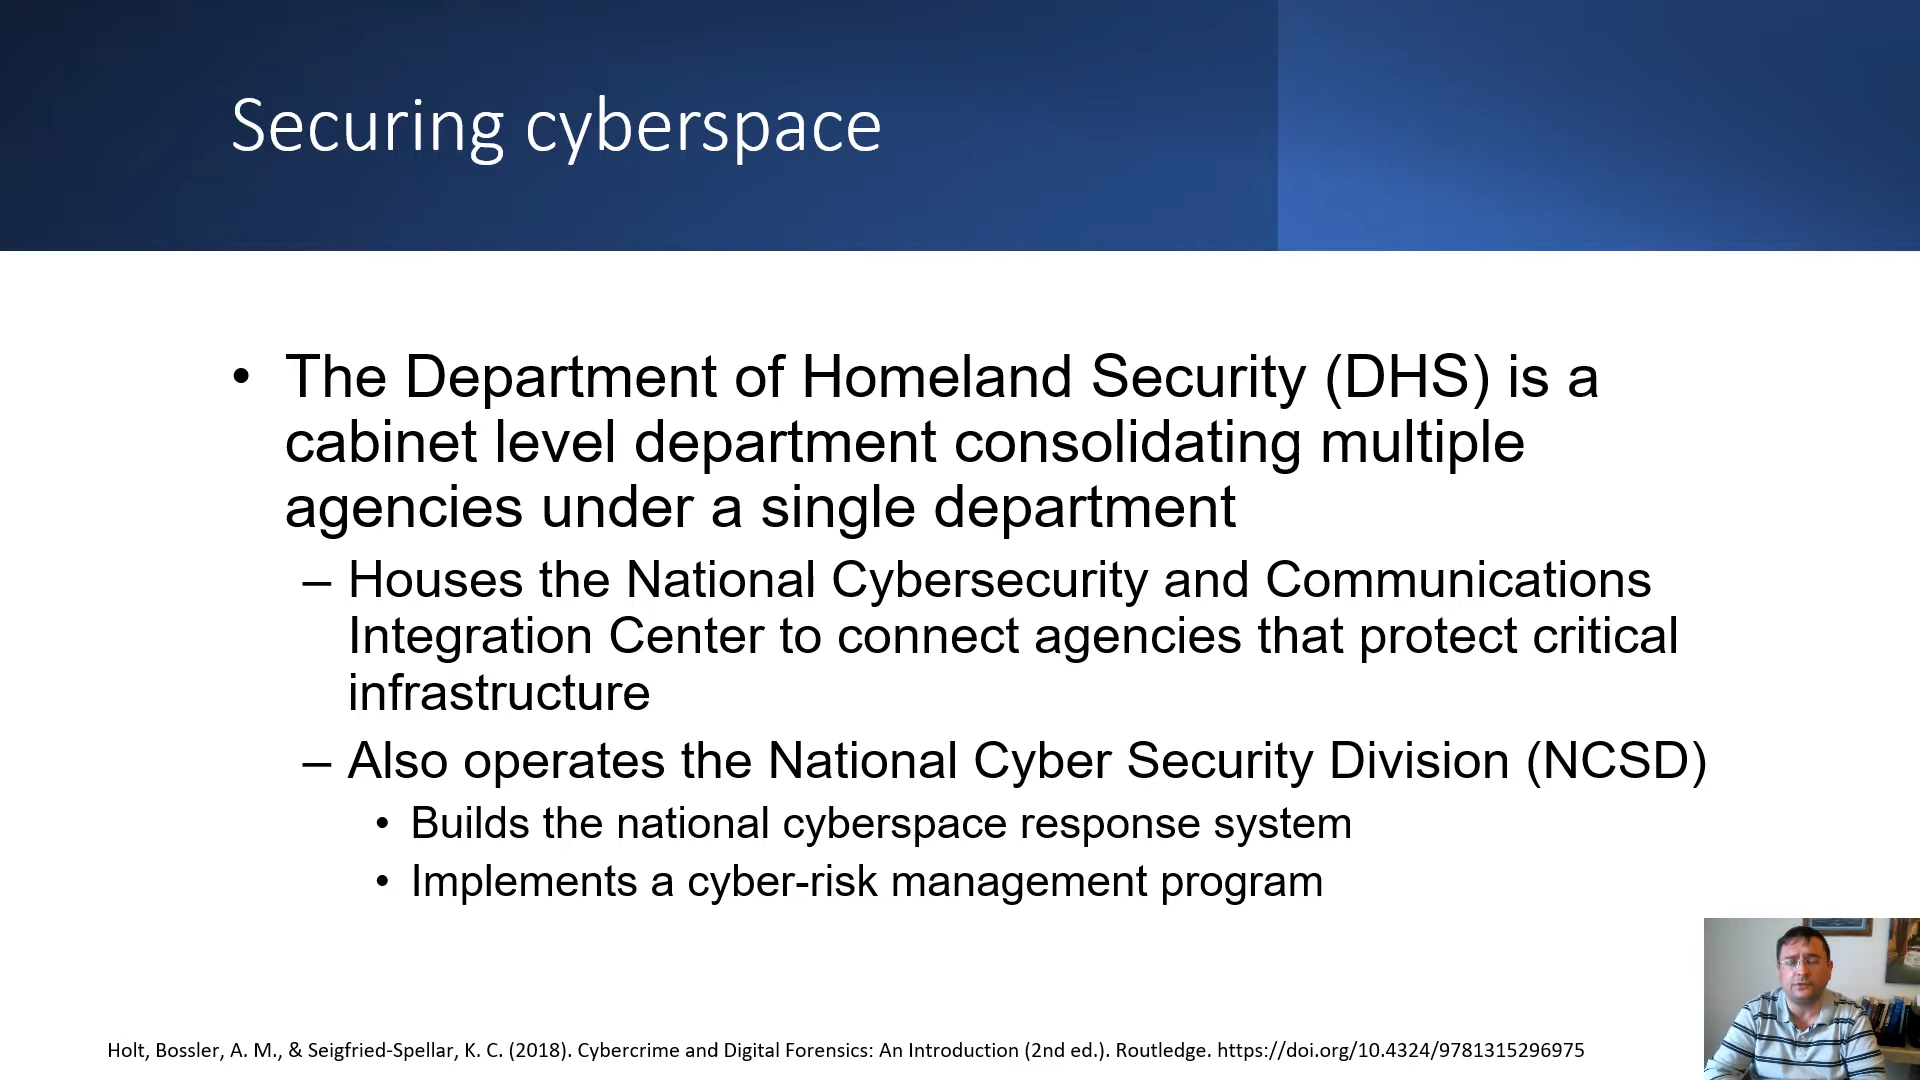 Securing cyberspace
• The Department of Homeland Security (DHS) is a
cabinet level department consolidating multiple
agencies under a single department
– Houses the National Cybersecurity and Communications
Integration Center to connect agencies that protect critical
infrastructure
– Also operates the National Cyber Security Division (NCSD)
• Builds the national cyberspace response system
• Implements a cyber-risk management program
Holt, Bossler, A. M., & Seigfried-Spellar, K. C. (2018). Cybercrime and Digital Forensics: An Introduction (2nd ed.). Routledge. https://doi.org/10.4324/9781315296975